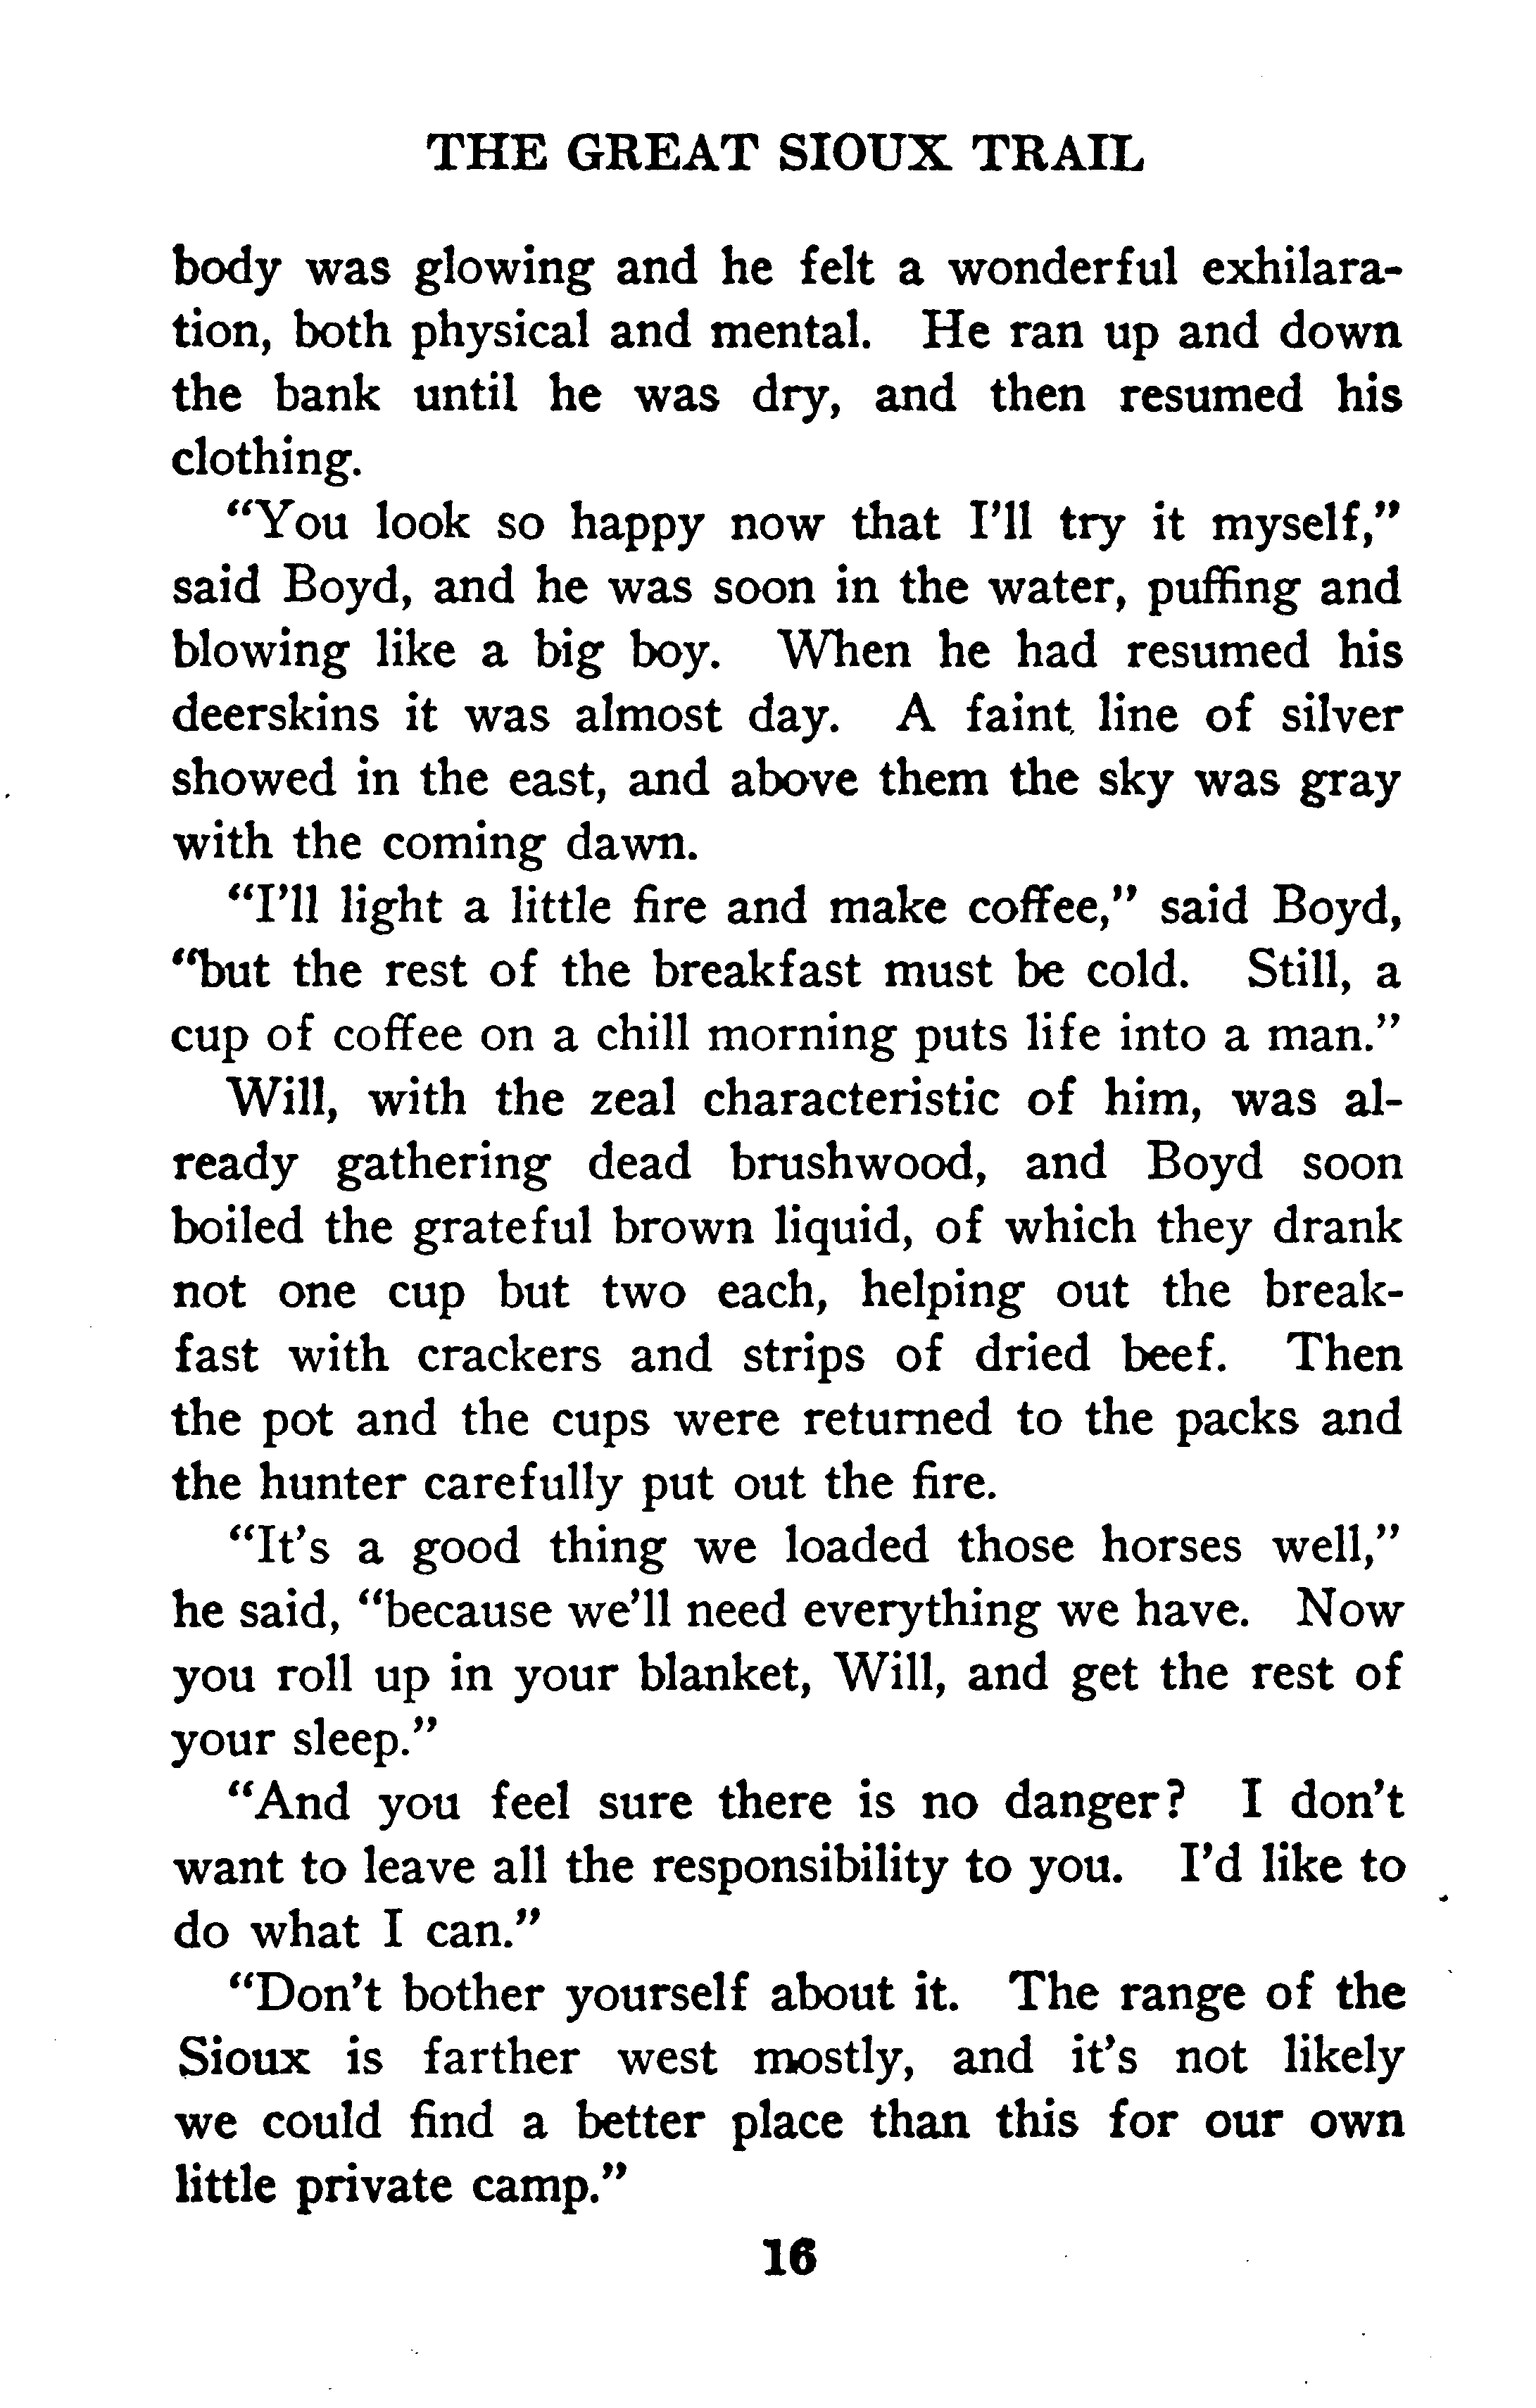 THE GREAT SIOUX TRAIL
body was glowing and he felt a wonderful exhilara-
tion, both physical and mental. He ran up and down
the bank until he was dry, and then resumed his
clothing.
"You look so happy now that I'll try it myself,"
said Boyd, and he was soon in the water, puffing and
blowing like a big boy. When he had resumed his
deerskins it was almost day. A faint line of silver
showed in the east, and above them the sky was gray
with the coming dawn.
"I'll light a little fire and make coffee," said Boyd,
"but the rest of the breakfast must be cold. Still, a
cup of coffee on a chill morning puts life into a man."
Will, with the zeal characteristic of him, was al-
ready gathering dead brushwood, and Boyd soon
boiled the grateful brown liquid, of which they drank
not one cup but two each, helping out the break-
fast with crackers and strips of dried beef. Then
the pot and the cups were returned to the packs and
the hunter carefully put out the fire.
"It's a good thing we loaded those horses well,"
he said, "because we'll need everything we have. Now
you roll up in your blanket, Will, and get the rest of
your sleep."
"And you feel sure there is no danger? I don't
want to leave all the responsibility to you. I'd like to
do what I can."
"Don't bother yourself about it. The range of the
Sioux is farther west mostly, and it's not likely
we could find a better place than this for our own
little private camp."
16